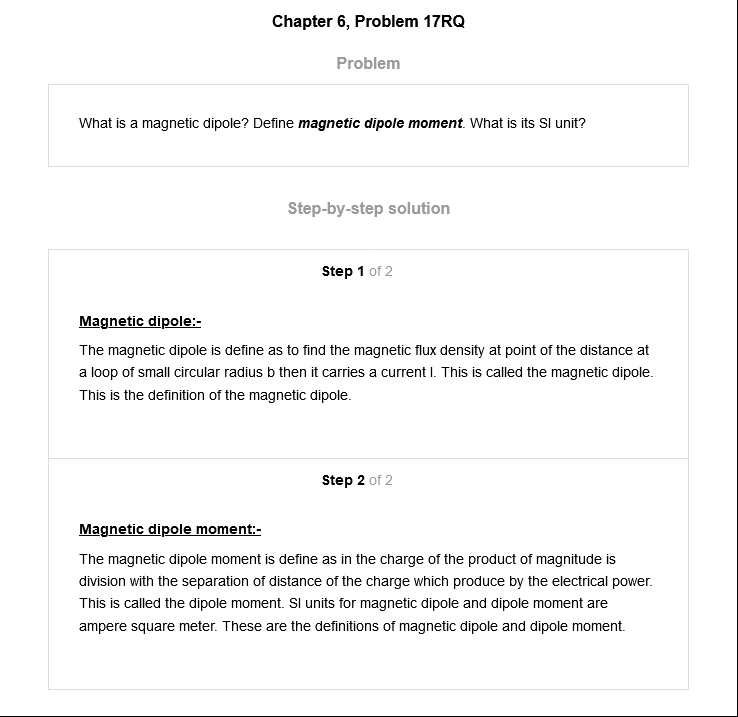 Chapter 6, Problem 17RQ
Problem
What is a magnetic dipole? Define magnetic dipole moment. What is its SI unit?
Step-by-step solution
Step 1 of 2
Magnetic dipole:-
The magnetic dipole is define as to find the magnetic flux density at point of the distance at
a loop of small circular radius b then it carries a current I. This is called the magnetic dipole.
This is the definition of the magnetic dipole.
Step 2 of 2
Magnetic dipole moment:-
The magnetic dipole moment is define as in the charge of the product of magnitude is
division with the separation of distance of the charge which produce by the electrical power.
This is called the dipole moment. SI units for magnetic dipole and dipole moment are
ampere square meter. These are the definitions of magnetic dipole and dipole moment.